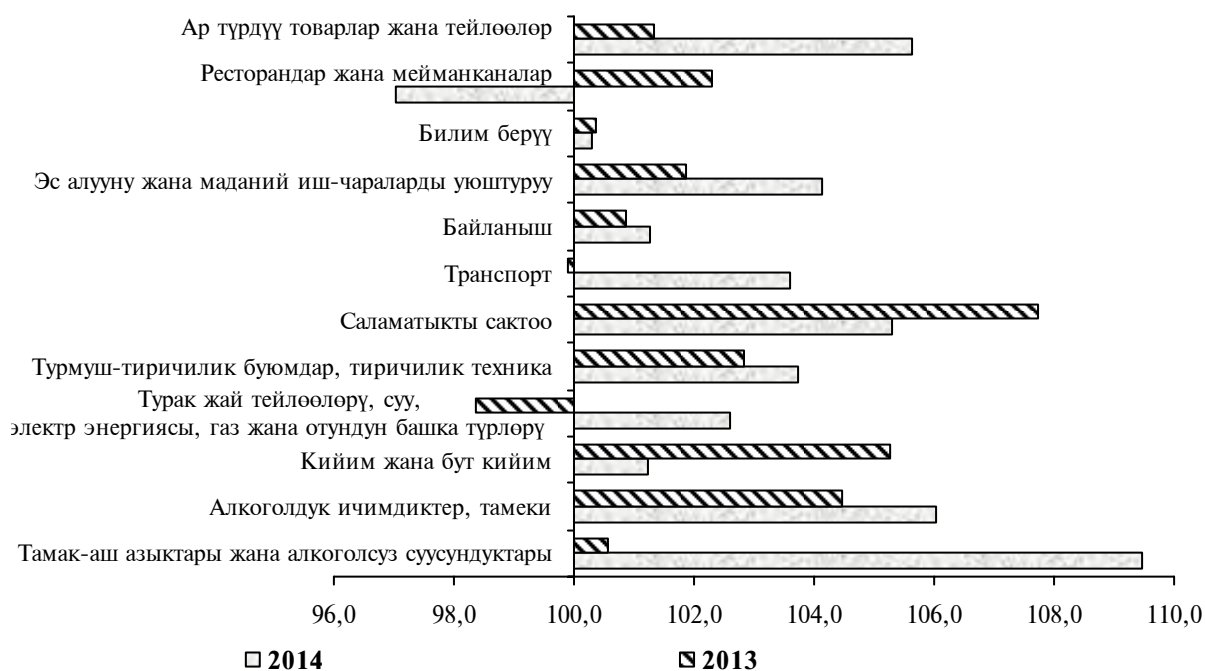 Ар түрдүү товарлар жана тейлөөлөр
Ресторандар жана мейманканалар
Билим берүү
Эс алууну жана маданий иш-чараларды уюштуруу
Байланыш
Транспорт
Саламатыкты сактоо
Турмуш-тиричилик буюмдар, тиричилик техника
Турак жай тейлөөлөрү, суу,
электр энергиясы, газ жана отундун башка түрлөрү
Кийим жана бут кийим
Алкоголдук ичимдиктер, тамеки
Тамак-аш азыктары жана алкоголсуз суусундуктары
96,0 98,0 100,0 102,0 104,0 106,0 108,0 110,0
2014 2013